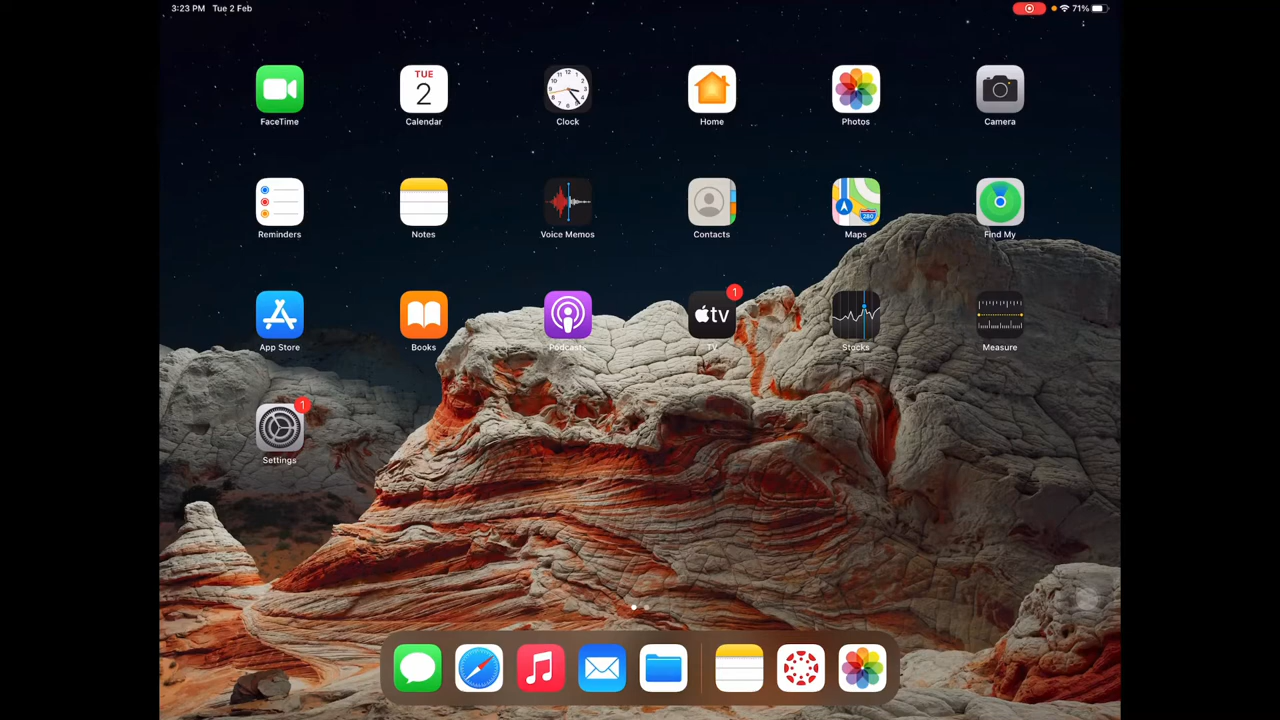 3:23 PM Tue 2 Feb 71%
FaceTime
TUE
2
Calendar
Clock
Home
Photos
Camera
Reminders
Notes
Voice Memos
Contacts
280
Maps
Find My
App Store
Books
Podcasts
tv
1
TV
Stocks
Measure
1
Settings